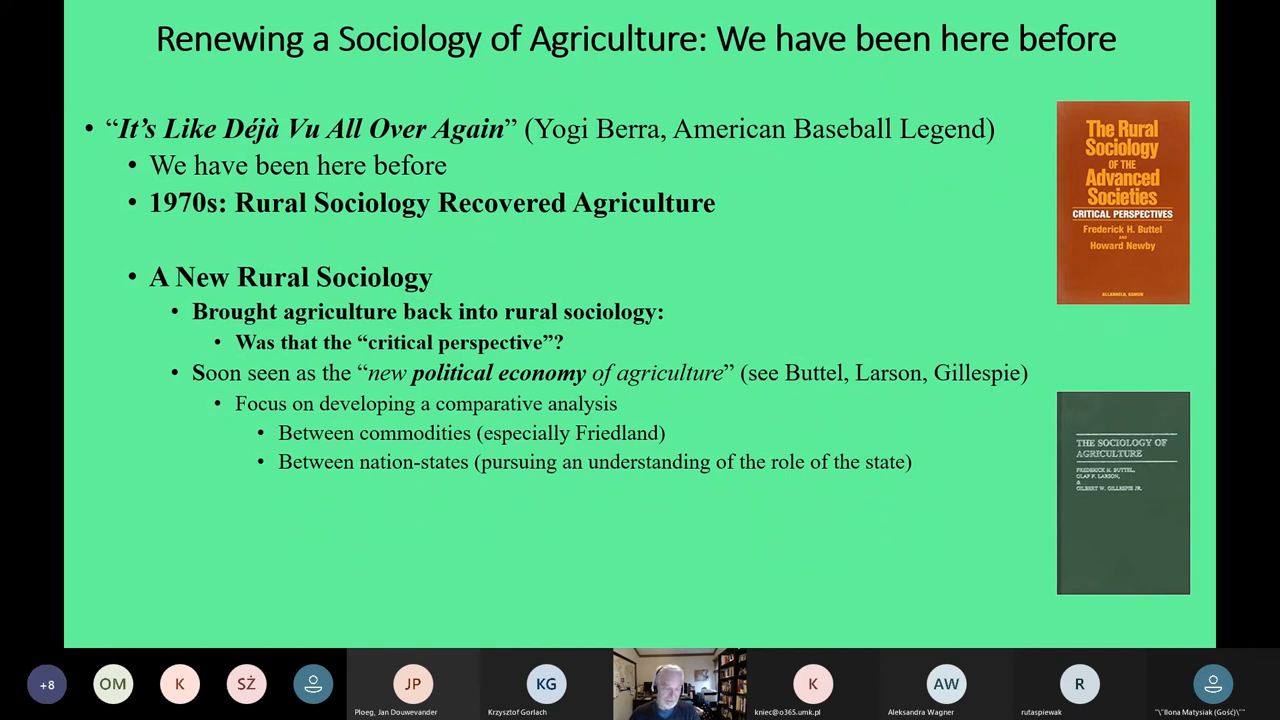 Renewing a Sociology of Agriculture: We have been here before
• “It’s Like Déjà Vu All Over Again” (Yogi Berra, American Baseball Legend)
• We have been here before
• 1970s: Rural Sociology Recovered Agriculture
• A New Rural Sociology
• Brought agriculture back into rural sociology:
• Was that the “critical perspective”?
• Soon seen as the “new political economy of agriculture” (see Buttel, Larson, Gillespie)
• Focus on developing a comparative analysis
• Between commodities (especially Friedland)
• Between nation-states (pursuing an understanding of the role of the state)
The Rural
Sociology
OF THE
Advanced
Societies
CRITICAL PERSPECTIVES
Frederick H. Buttel
AND
Howard Newby
ALLANHELD, OSMUN
THE SOCIOLOGY OF
AGRICULTURE
FREDERICK H. BUTTEL,
OLAF F. LARSON,
&
GILBERT W. GILLESPIE JR.
+8
OM
K
SŻ
JP
Ploeg, Jan Douwevander
KG
Krzysztof Gorlach
K
kniec@o365.umk.pl
AW
Aleksandra Wagner
R
rutaspiewak
"\"Ilona Matysiak (Gość)\""